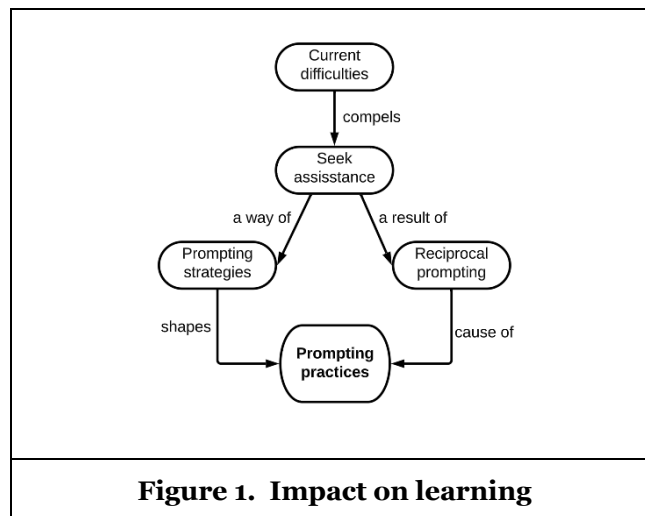 Current
difficulties
compels
Seek
assisstance
a way of
a result of
Prompting
strategies
Reciprocal
prompting
shapes
cause of
Prompting
practices
Figure 1. Impact on learning